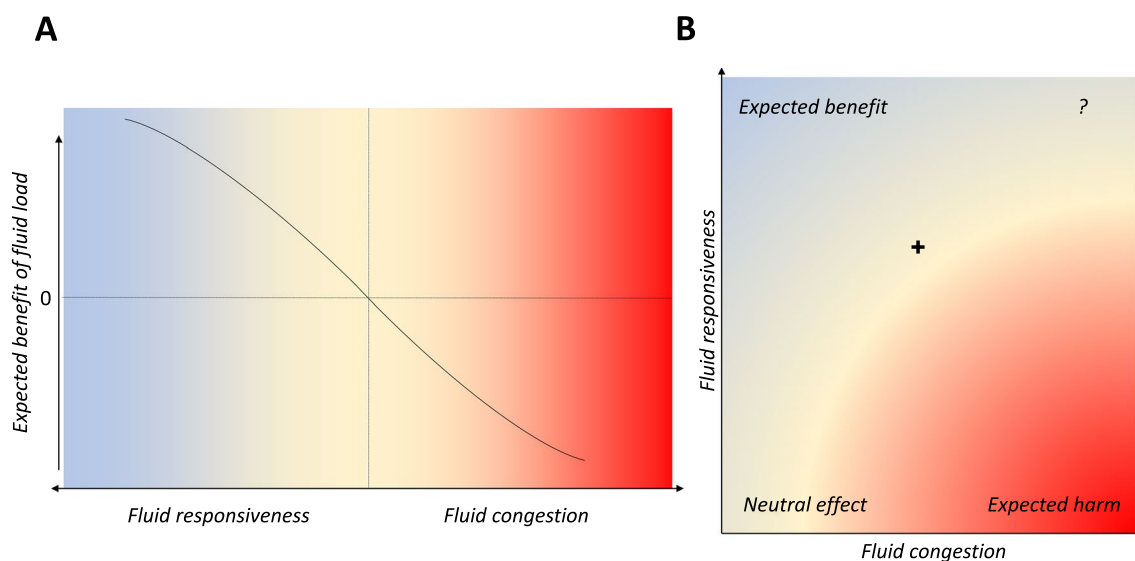 A
Expected benefit of fluid load
0
Fluid responsiveness
Fluid congestion
B
Expected benefit
?
Fluid responsiveness
Neutral effect
Expected harm
Fluid congestion